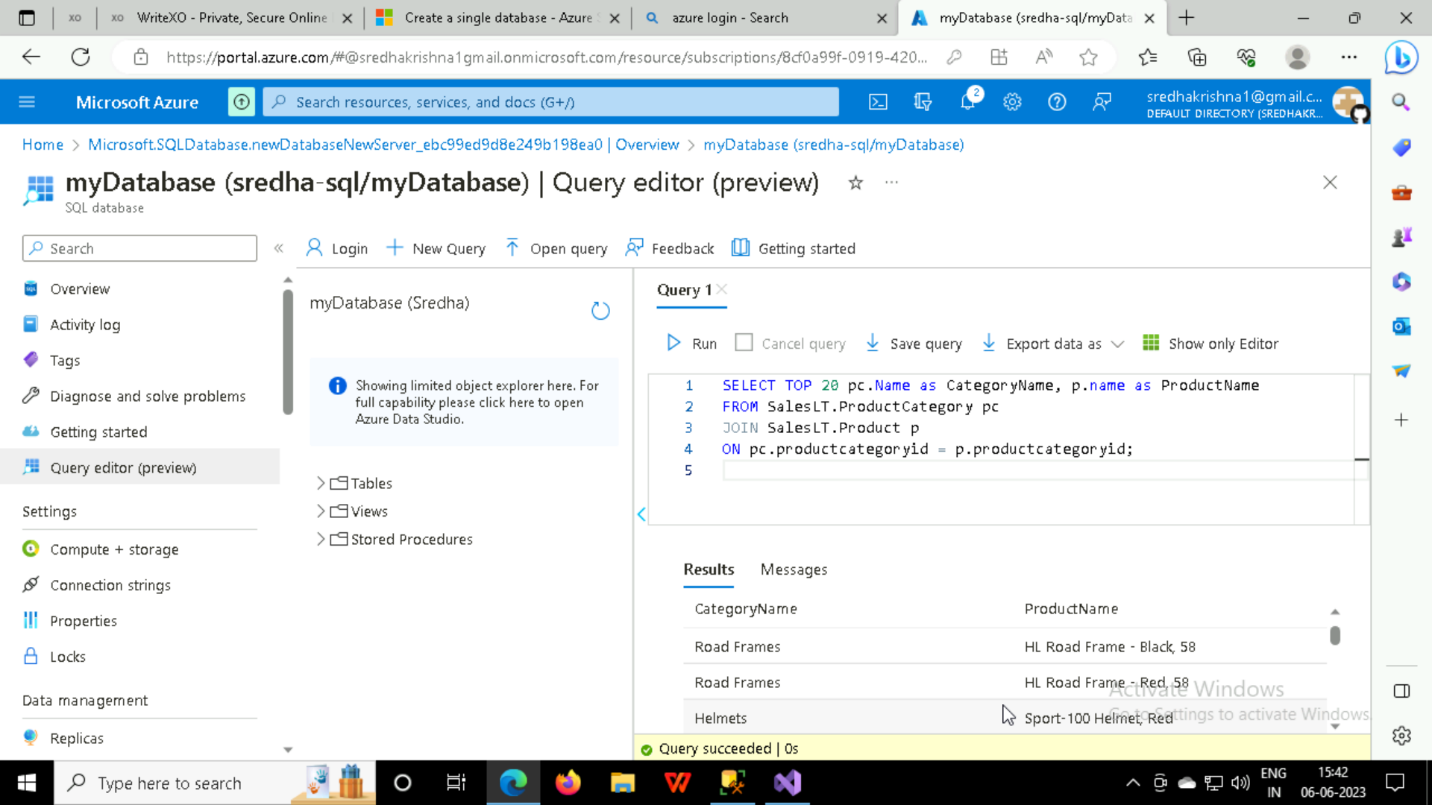 XO
XO WriteXO - Private, Secure Online
Create a single database - Azure S
azure login - Search
myDatabase (sredha-sql/myData
https://portal.azure.com/#@sredhakrishna1gmail.onmicrosoft.com/resource/subscriptions/8cf0a99f-0919-420...
Microsoft Azure
Search resources, services, and docs (G+/)
2
sredhakrishna1@gmail.c...
DEFAULT DIRECTORY (SREDHAKR...
Home > Microsoft.SQLDatabase.newDatabaseNewServer_ebc99ed9d8e249b198ea0 | Overview > myDatabase (sredha-sql/myDatabase)
myDatabase (sredha-sql/myDatabase) | Query editor (preview)
SQL database
Search
Login
New Query
Open query
Feedback
Getting started
Overview
Activity log
Tags
Diagnose and solve problems
Getting started
Query editor (preview)
Settings
Compute + storage
Connection strings
Properties
Locks
Data management
Replicas
myDatabase (Sredha)
Showing limited object explorer here. For
full capability please click here to open
Azure Data Studio.
Tables
Views
Stored Procedures
Query 1
Run
Cancel query
Save query
Export data as
Show only Editor
1 SELECT TOP 20 pc.Name as CategoryName, p.name as ProductName
2 FROM SalesLT.ProductCategory pc
3 JOIN SalesLT.Product p
4 ON pc.productcategoryid = p.productcategoryid;
5
Results Messages
CategoryName ProductName
Road Frames HL Road Frame - Black, 58
Road Frames HL Road Frame - Red, 58
Helmets Sport-100 Helmet, Red
Activate Windows
Go to Settings to activate Windows.
Query succeeded | 0s
Type here to search
ENG
IN
15:42
06-06-2023